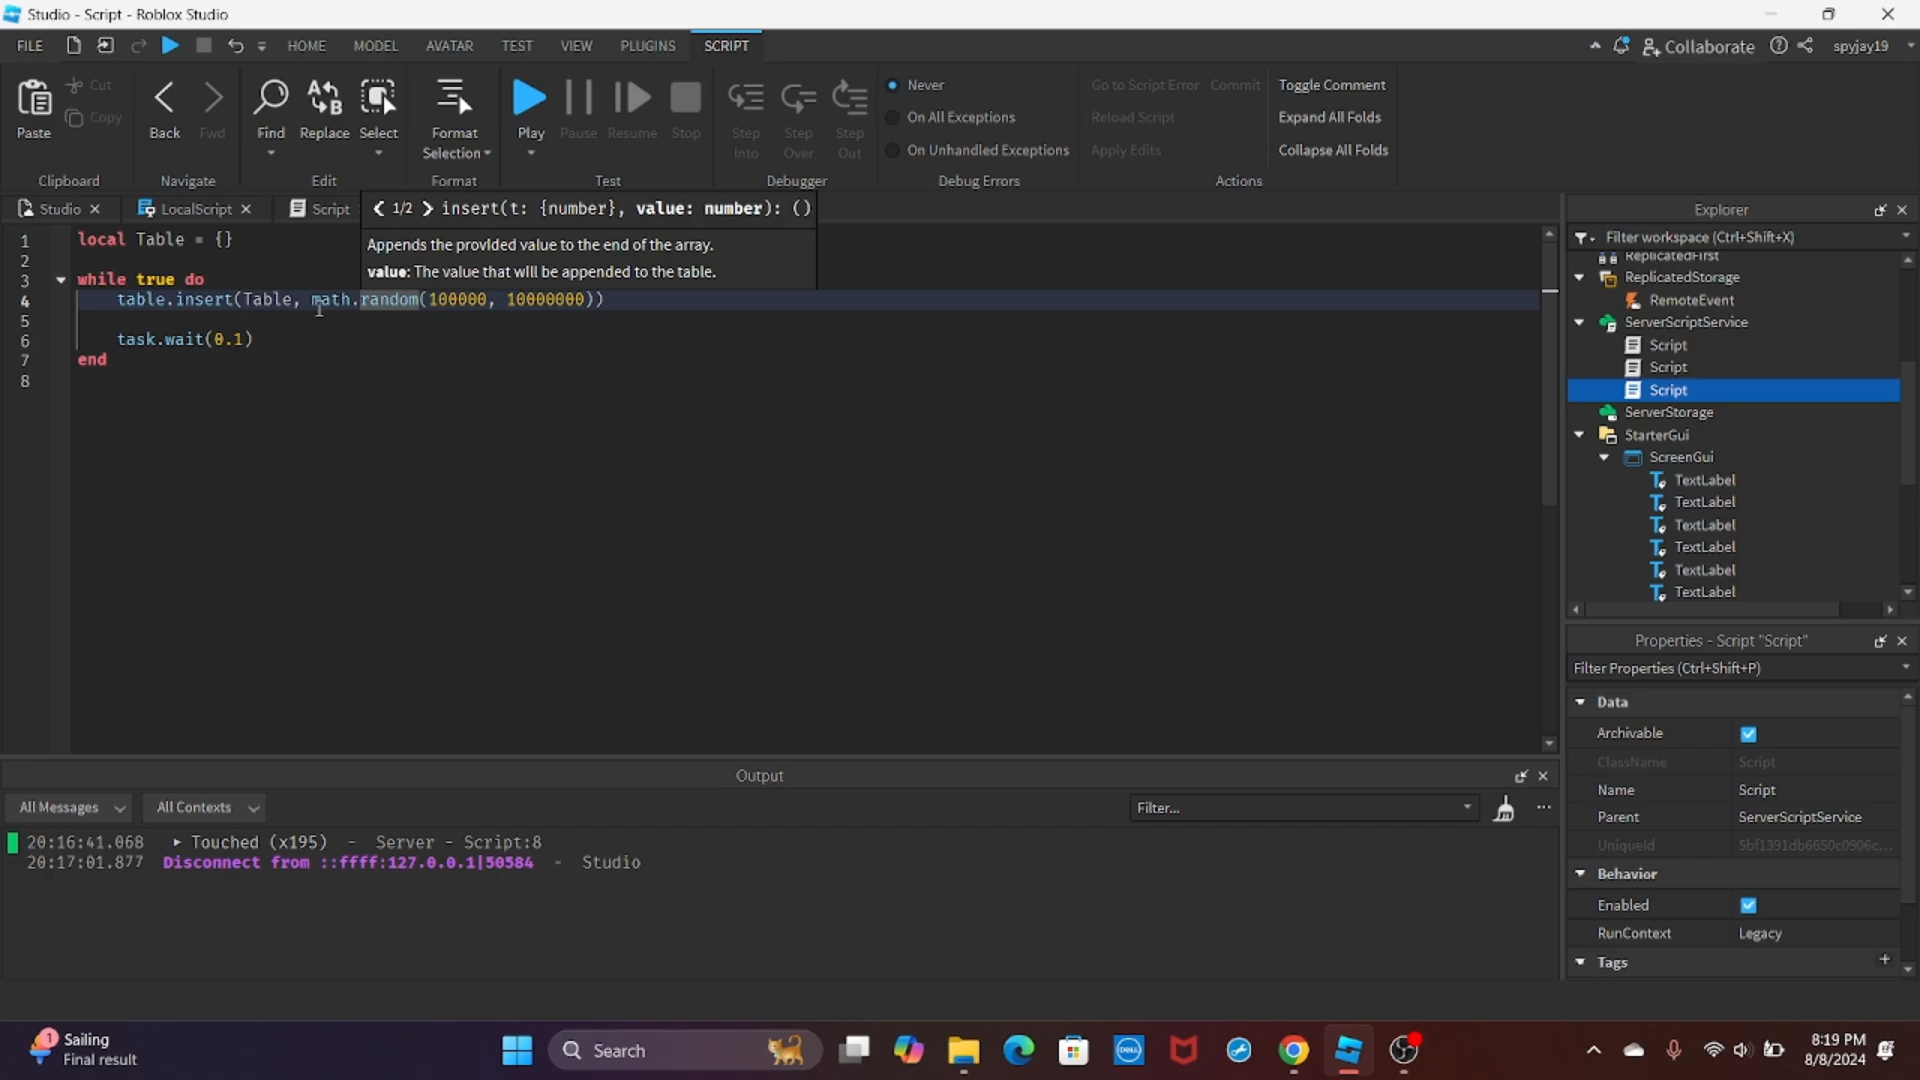 Studio - Script - Roblox Studio
FILE HOME MODEL AVATAR TEST VIEW PLUGINS SCRIPT Collaborate spyjay19
Paste Cut Copy
Clipboard
Back Fwd
Navigate
Find Replace Select
Edit
Format Selection
Format
Play Pause Resume Stop
Test
Step Into Step Over Step Out
Debugger
Never
On All Exceptions
On Unhandled Exceptions
Debug Errors
Go to Script Error Commit
Reload Script
Apply Edits
Toggle Comment
Expand All Folds
Collapse All Folds
Actions
Studio LocalScript Script
1/2 insert(t: {number}, value: number): ()
Appends the provided value to the end of the array.
value: The value that will be appended to the table.
1 local Table = {}
2
3 while true do
4 table.insert(Table, math.random(100000, 10000000))
5
6 task.wait(0.1)
7 end
8
Explorer
Filter workspace (Ctrl+Shift+X)
ReplicatedFirst
ReplicatedStorage
RemoteEvent
ServerScriptService
Script
Script
Script
ServerStorage
StarterGui
ScreenGui
TextLabel
TextLabel
TextLabel
TextLabel
TextLabel
TextLabel
Properties - Script "Script"
Filter Properties (Ctrl+Shift+P)
Data
Archivable
ClassName Script
Name Script
Parent ServerScriptService
UniqueId 5bf1391db6650c0906c...
Behavior
Enabled
RunContext Legacy
Tags +
Output
All Messages All Contexts Filter...
20:16:41.068 Touched (x195) - Server - Script:8
20:17:01.877 Disconnect from ::ffff:127.0.0.1|50584 - Studio
1 Sailing
Final result
Search
DELL
8:19 PM
8/8/2024